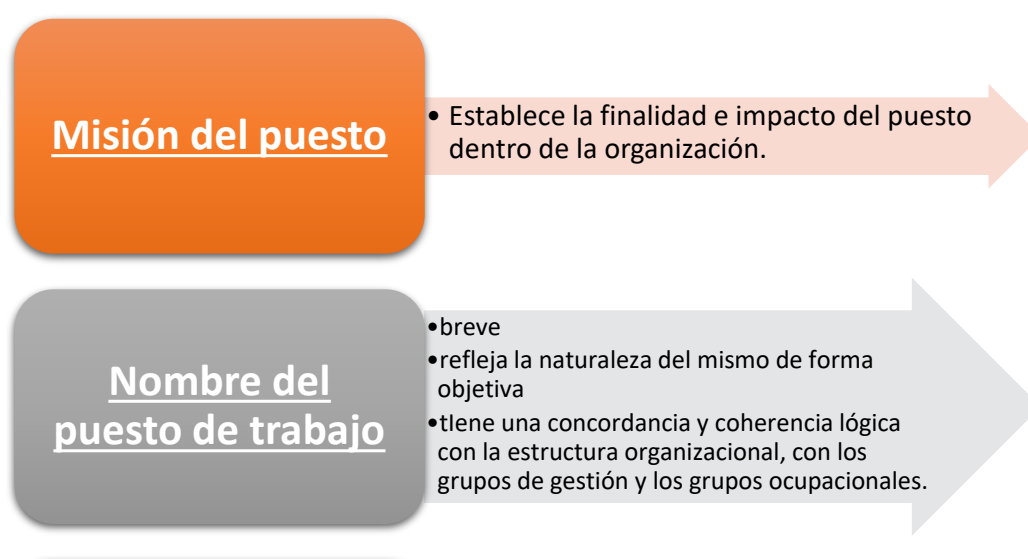 Misión del puesto
• Establece la finalidad e impacto del puesto
dentro de la organización.
Nombre del
puesto de trabajo
•breve
•refleja la naturaleza del mismo de forma
objetiva
•tIene una concordancia y coherencia lógica
con la estructura organizacional, con los
grupos de gestión y los grupos ocupacionales.